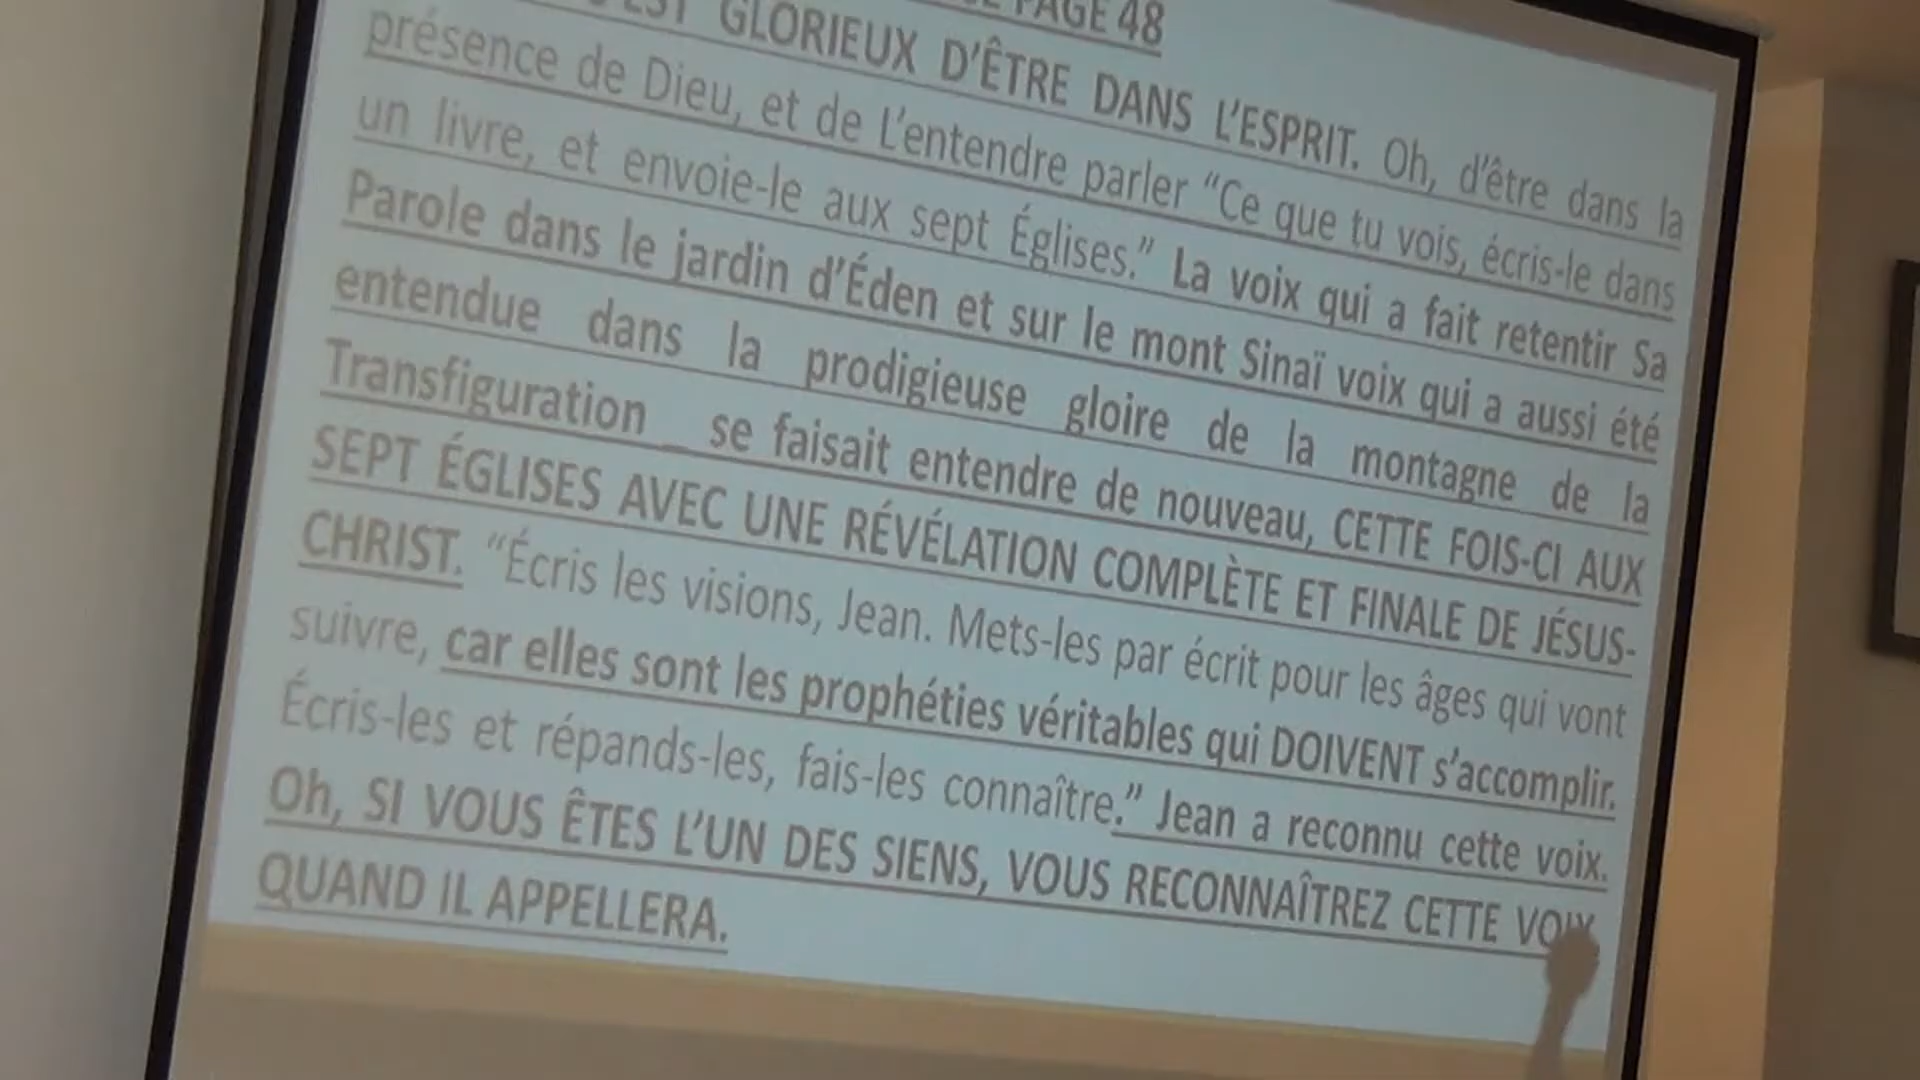 PAGE 48
GLORIEUX D'ÊTRE DANS L'ESPRIT. Oh, d'être dans la
présence de Dieu, et de L'entendre parler “Ce que tu vois, écris-le dans
un livre, et envoie-le aux sept Églises.” La voix qui a fait retentir Sa
Parole dans le jardin d'Éden et sur le mont Sinaï voix qui a aussi été
entendue dans la prodigieuse gloire de la montagne de la
Transfiguration _ se faisait entendre de nouveau, CETTE FOIS-CI AUX
SEPT ÉGLISES AVEC UNE RÉVÉLATION COMPLÈTE ET FINALE DE JÉSUS-
CHRIST. “Écris les visions, Jean. Mets-les par écrit pour les âges qui vont
suivre, car elles sont les prophéties véritables qui DOIVENT s'accomplir.
Écris-les et répands-les, fais-les connaître.” Jean a reconnu cette voix.
Oh, SI VOUS ÊTES L'UN DES SIENS, VOUS RECONNAÎTREZ CETTE VOIX
QUAND IL APPELLERA.